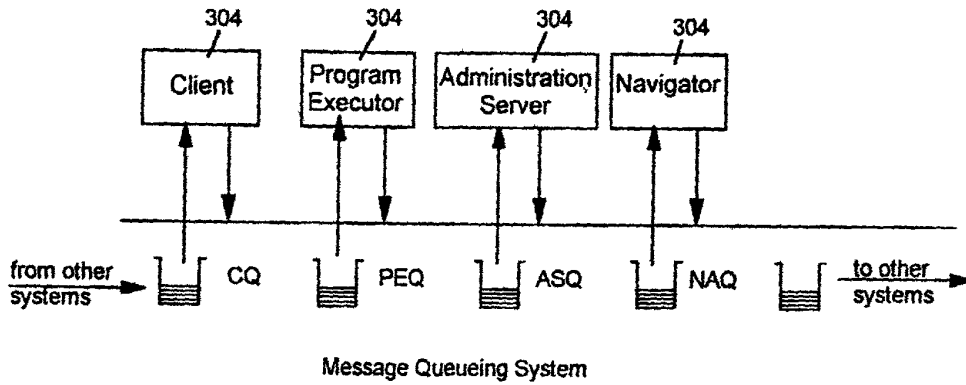 304
304
304
304
Client
Program
Executor
Administration
Server
Navigator
from other
systems
CQ
PEQ
ASQ
NAQ
to other
systems
Message Queueing System